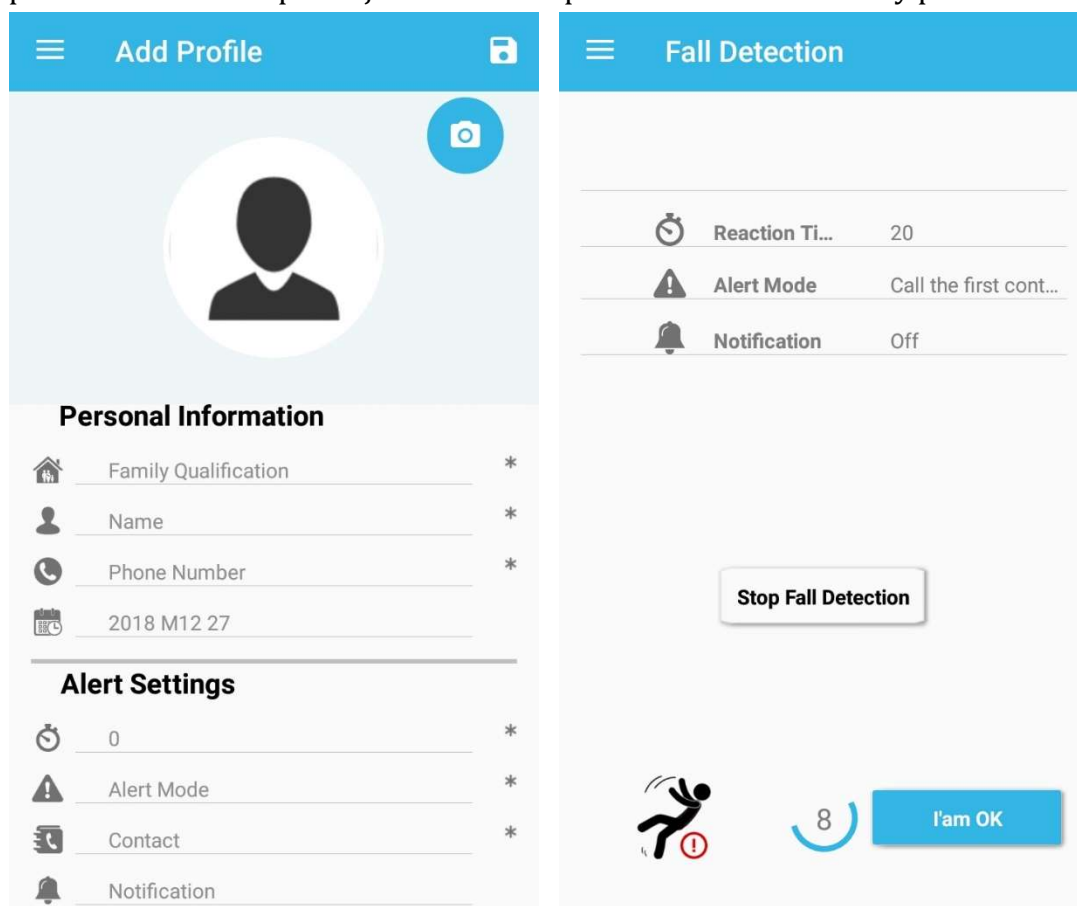 Add Profile
Personal Information
Family Qualification *
Name *
Phone Number *
2018 M12 27
Alert Settings
0 *
Alert Mode *
Contact *
Notification
Fall Detection
Reaction Ti... 20
Alert Mode Call the first cont...
Notification Off
Stop Fall Detection
8 I'am OK